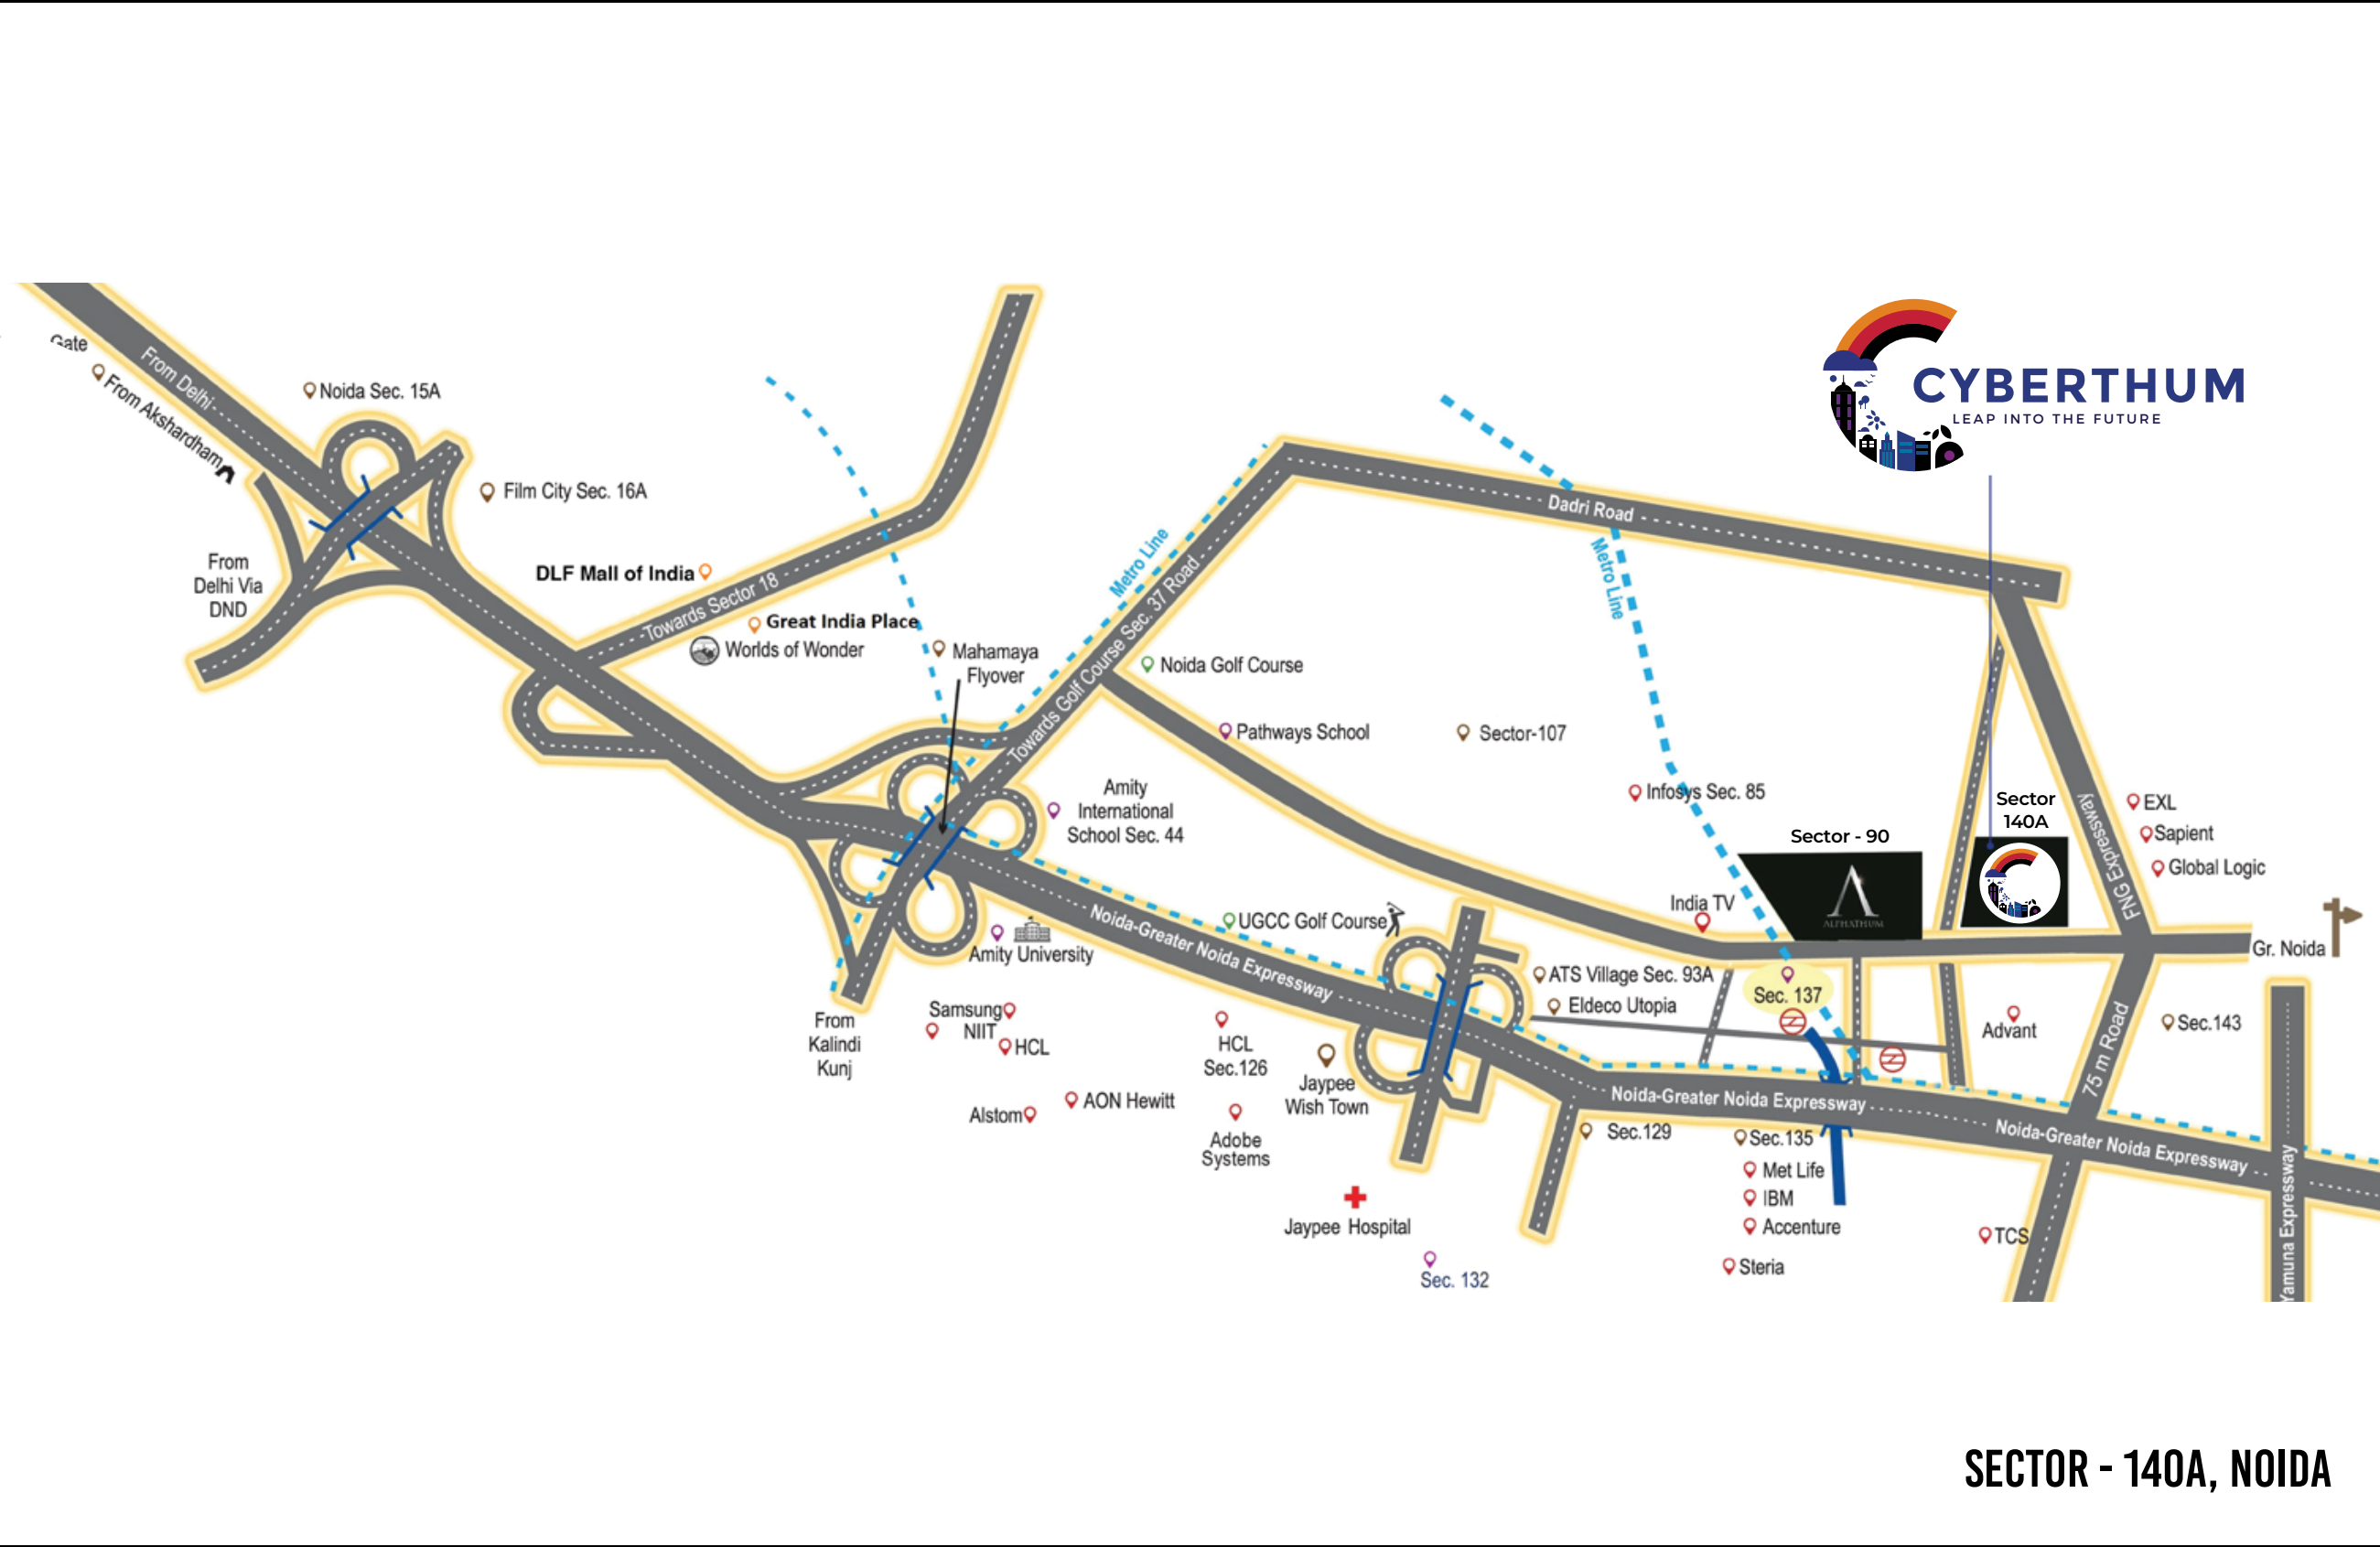 CYBERTHUM
LEAP INTO THE FUTURE
Gate
From Delhi
From Akshardham
Noida Sec. 15A
Film City Sec. 16A
From
Delhi Via
DND
DLF Mall of India
Towards Sector 18
Great India Place
Worlds of Wonder
Mahamaya
Flyover
Metro Line
Towards Golf Course Sec. 37 Road
Dadri Road
Metro Line
Noida Golf Course
Pathways School
Sector-107
Amity
International
School Sec. 44
Infosys Sec. 85
Sector - 90
ALPHATHUM
Sector
140A
FNG Expressway
EXL
Sapient
Global Logic
India TV
UGCC Golf Course
Amity University
Noida-Greater Noida Expressway
Gr. Noida
ATS Village Sec. 93A
Eldeco Utopia
Sec. 137
Advant
75 m Road
Sec.143
From
Kalindi
Kunj
Samsung
NIIT
HCL
HCL
Sec.126
Jaypee
Wish Town
Alstom
AON Hewitt
Adobe
Systems
Jaypee Hospital
Sec. 132
Noida-Greater Noida Expressway
Noida-Greater Noida Expressway
Sec.129
Sec.135
Met Life
IBM
Accenture
Steria
TCS
Yamuna Expressway
SECTOR - 140A, NOIDA